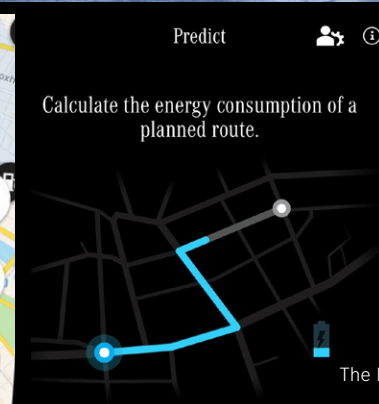 Predict
Calculate the energy consumption of a
planned route.
The